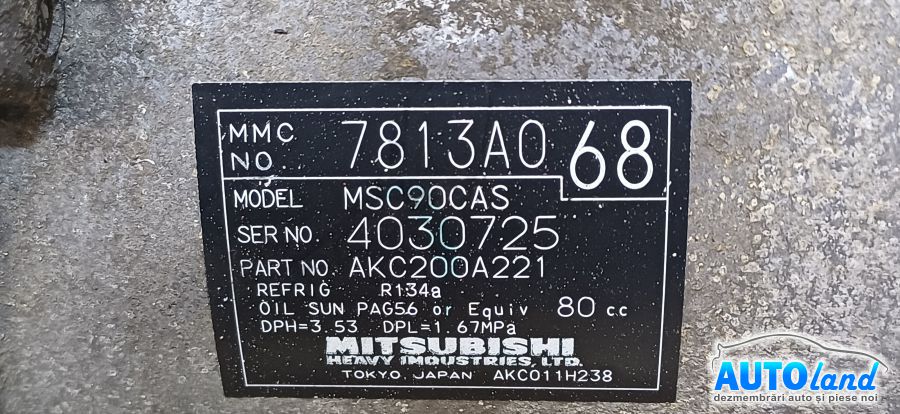 MMC NO. 7813A0 68
MODEL MSC90CAS
SER NO. 4030725
PART NO. AKC200A221
REFRIG R134a
OIL SUN PAG56 or Equiv 80 cc
DPH=3.53 DPL=1.67MPa
MITSUBISHI
HEAVY INDUSTRIES, LTD.
TOKYO, JAPAN AKC011H238
AUTOland
dezmembrări auto și piese noi